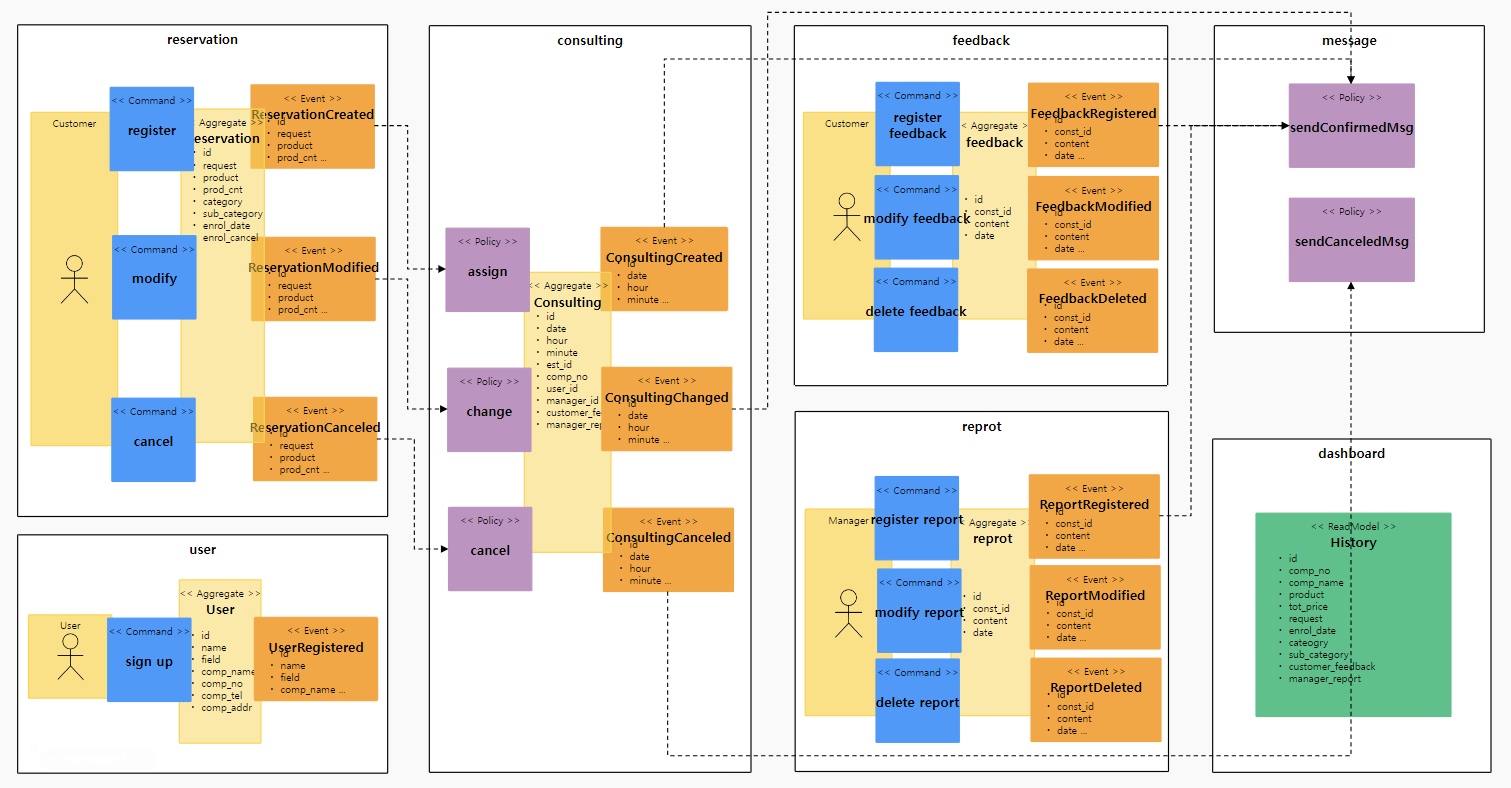 reservation
Customer
<< Command >>
register
<< Command >>
modify
<< Command >>
cancel
Aggregate >>
eservation
id
request
product
prod_cnt
category
sub_category
enrol_date
enrol_cancel
<< Event >>
ReservationCreated
id
request
product
prod_cnt ...
<< Event >>
ReservationModified
id
request
product
prod_cnt ...
<< Event >>
ReservationCanceled
id
request
product
prod_cnt ...
user
User
<< Command >>
sign up
<< Aggregate >>
User
id
name
field
comp_name
comp_no
comp_tel
comp_addr
<< Event >>
UserRegistered
id
name
field
comp_name ...
consulting
<< Policy >>
assign
<< Policy >>
change
<< Policy >>
cancel
<< Aggregate >>
Consulting
id
date
hour
minute
est_id
comp_no
user_id
manager_id
customer_fe
manager_rep
<< Event >>
ConsultingCreated
id
date
hour
minute ...
<< Event >>
ConsultingChanged
id
date
hour
minute ...
<< Event >>
ConsultingCanceled
id
date
hour
minute ...
feedback
Customer
<< Command >>
register
feedback
<< Command >>
modify feedback
<< Command >>
delete feedback
< Aggregate >
feedback
id
const_id
content
date
<< Event >>
FeedbackRegistered
id
const_id
content
date ...
<< Event >>
FeedbackModified
id
const_id
content
date ...
<< Event >>
FeedbackDeleted
id
const_id
content
date ...
reprot
Manager
<< Command >>
register report
<< Command >>
modify report
<< Command >>
delete report
Aggregate >
reprot
id
const_id
content
date
<< Event >>
ReportRegistered
id
const_id
content
date ...
<< Event >>
ReportModified
id
const_id
content
date ...
<< Event >>
ReportDeleted
id
const_id
content
date ...
message
<< Policy >>
sendConfirmedMsg
<< Policy >>
sendCanceledMsg
dashboard
<< ReadModel >>
History
id
comp_no
comp_name
product
tot_price
request
enrol_date
cateogry
sub_category
customer_feedback
manager_report